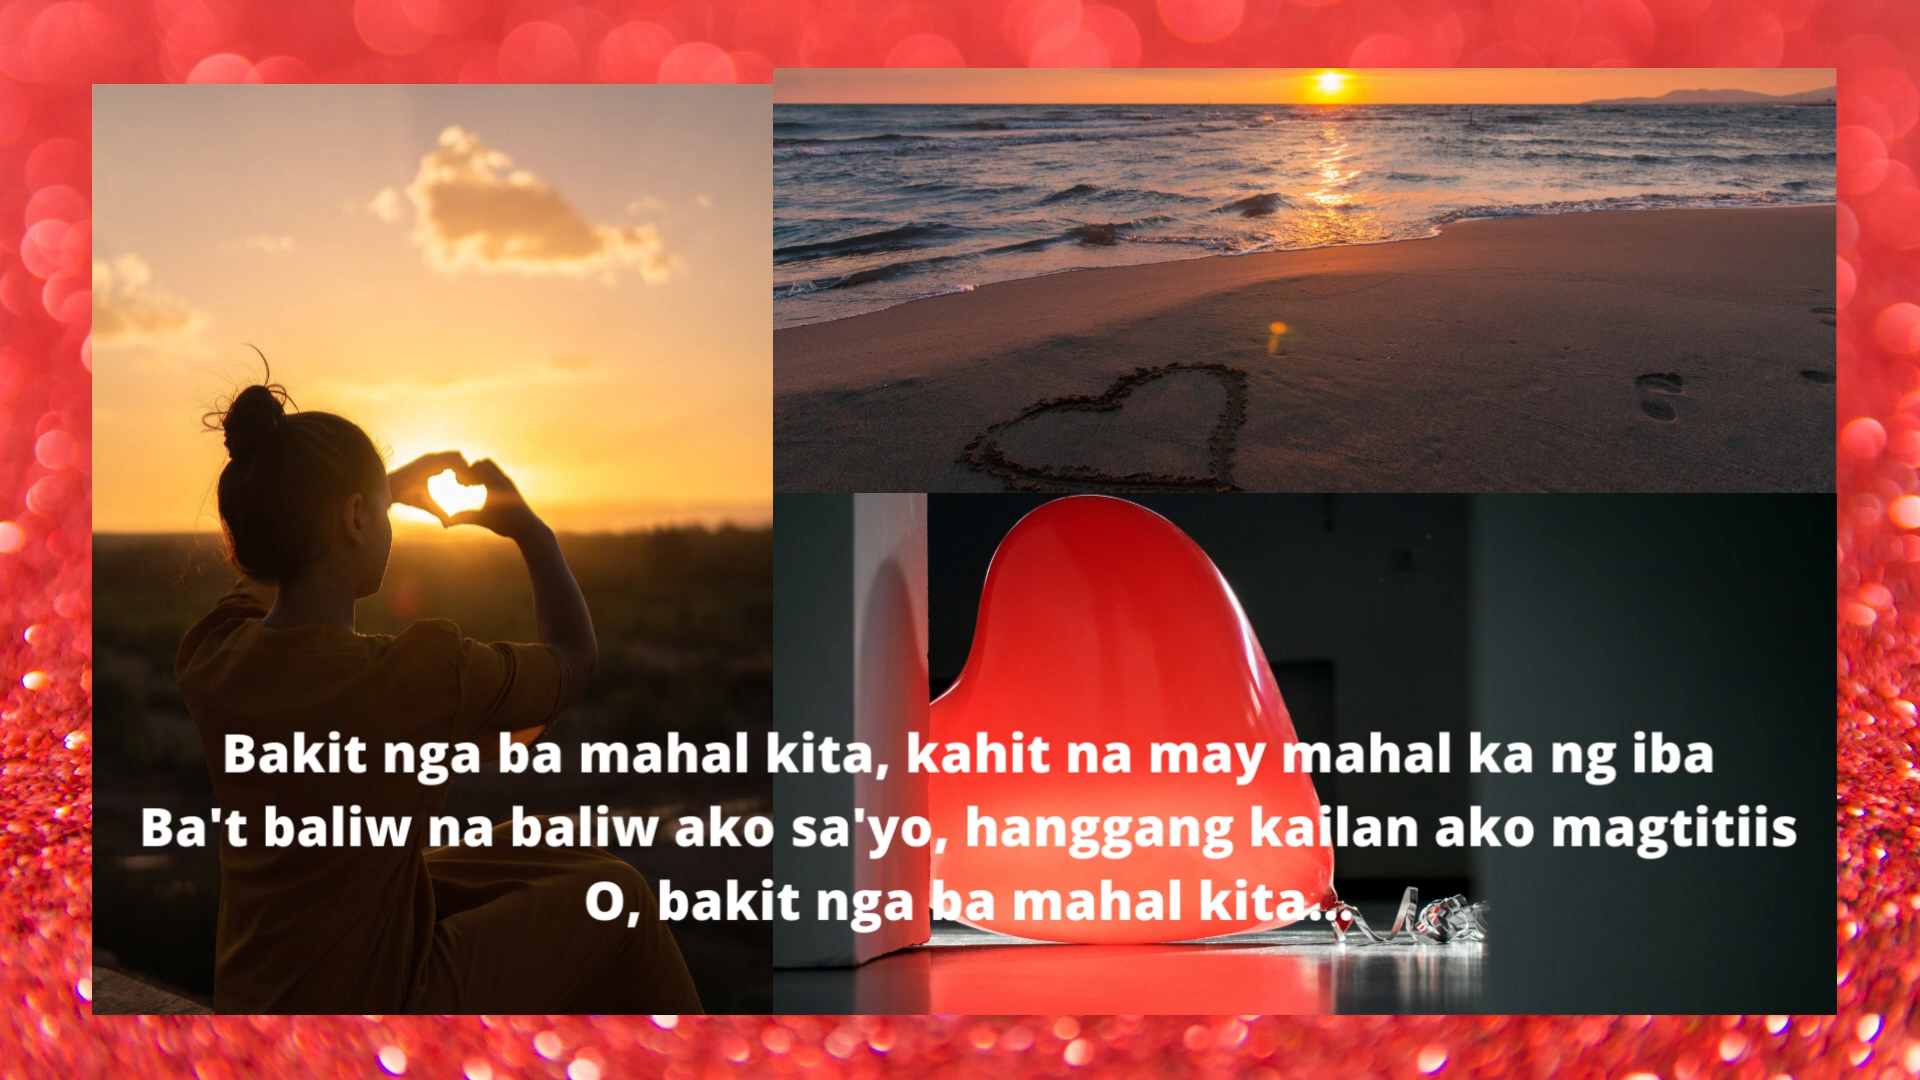 Bakit nga ba mahal kita, kahit na may mahal ka ng iba
Ba't baliw na baliw ako sa'yo, hanggang kailan ako magtitiis
O, bakit nga ba mahal kita...